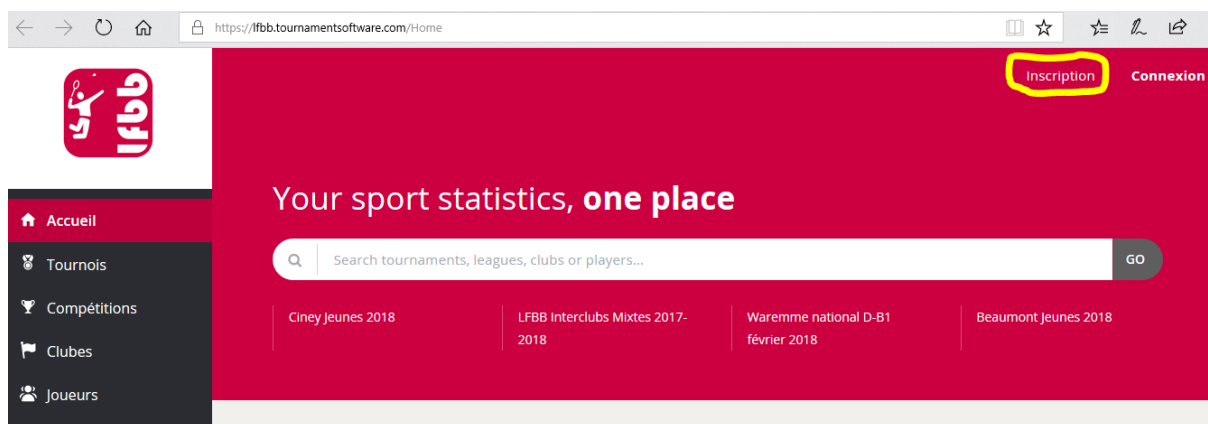 https://lfbb.tournamentsoftware.com/Home
lfbb
Inscription
Connexion
Your sport statistics, one place
Accueil
Search tournaments, leagues, clubs or players...
GO
Tournois
Compétitions
Clubes
Joueurs
Ciney Jeunes 2018
LFBB Interclubs Mixtes 2017-
2018
Waremme national D-B1
février 2018
Beaumont Jeunes 2018